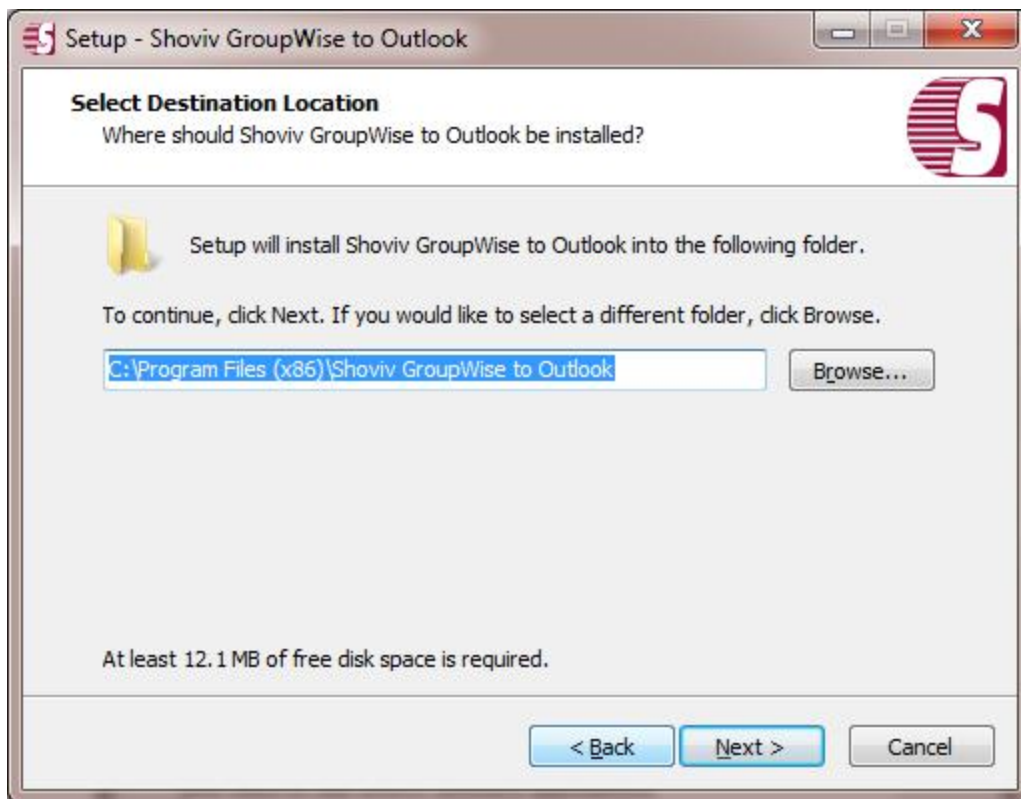 Setup - Shoviv GroupWise to Outlook
Select Destination Location
Where should Shoviv GroupWise to Outlook be installed?
Setup will install Shoviv GroupWise to Outlook into the following folder.
To continue, click Next. If you would like to select a different folder, click Browse.
C:\Program Files (x86)\Shoviv GroupWise to Outlook
Browse...
At least 12.1 MB of free disk space is required.
< Back Next > Cancel